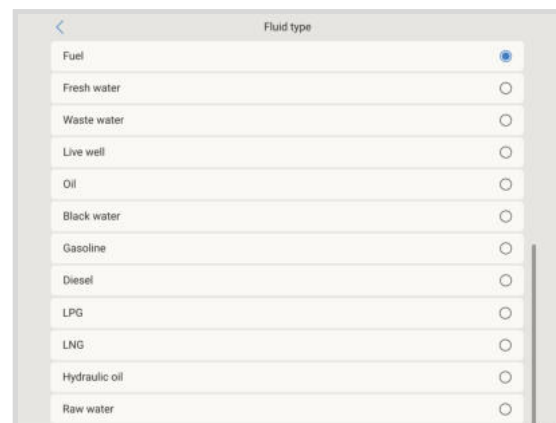 Fluid type
Fuel
Fresh water
Waste water
Live well
Oil
Black water
Gasoline
Diesel
LPG
LNG
Hydraulic oil
Raw water